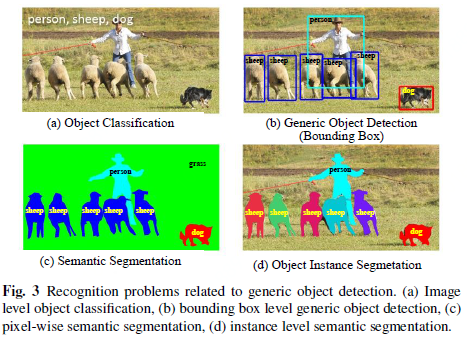 person, sheep, dog
person
sheep sheep sheep sheep sheep
dog
(a) Object Classification
(b) Generic Object Detection
(Bounding Box)
grass
person
sheep sheep sheep sheep sheep
dog
person
sheep sheep sheep sheep sheep
dog
(c) Semantic Segmentation
(d) Object Instance Segmetation
Fig. 3 Recognition problems related to generic object detection. (a) Image
level object classification, (b) bounding box level generic object detection, (c)
pixel-wise semantic segmentation, (d) instance level semantic segmentation.